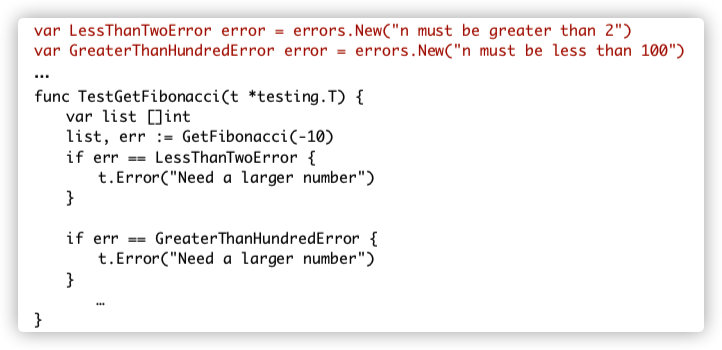 var LessThanTwoError error = errors.New("n must be greater than 2")
var GreaterThanHundredError error = errors.New("n must be less than 100")
...
func TestGetFibonacci(t *testing.T) {
    var list []int
    list, err := GetFibonacci(-10)
    if err == LessThanTwoError {
        t.Error("Need a larger number")
    }

    if err == GreaterThanHundredError {
        t.Error("Need a larger number")
    }
        …
}